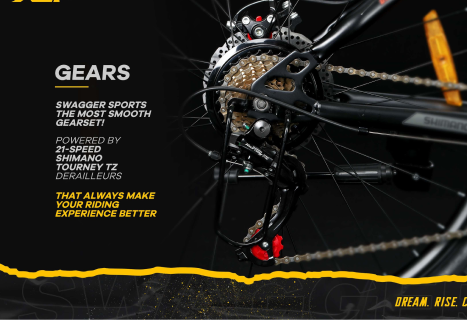 GEARS
SWAGGER SPORTS
THE MOST SMOOTH
GEARSET!
POWERED BY
21-SPEED
SHIMANO
TOURNEY TZ
DERAILLEURS
THAT ALWAYS MAKE
YOUR RIDING
EXPERIENCE BETTER
SHIMANO
DREAM. RISE.